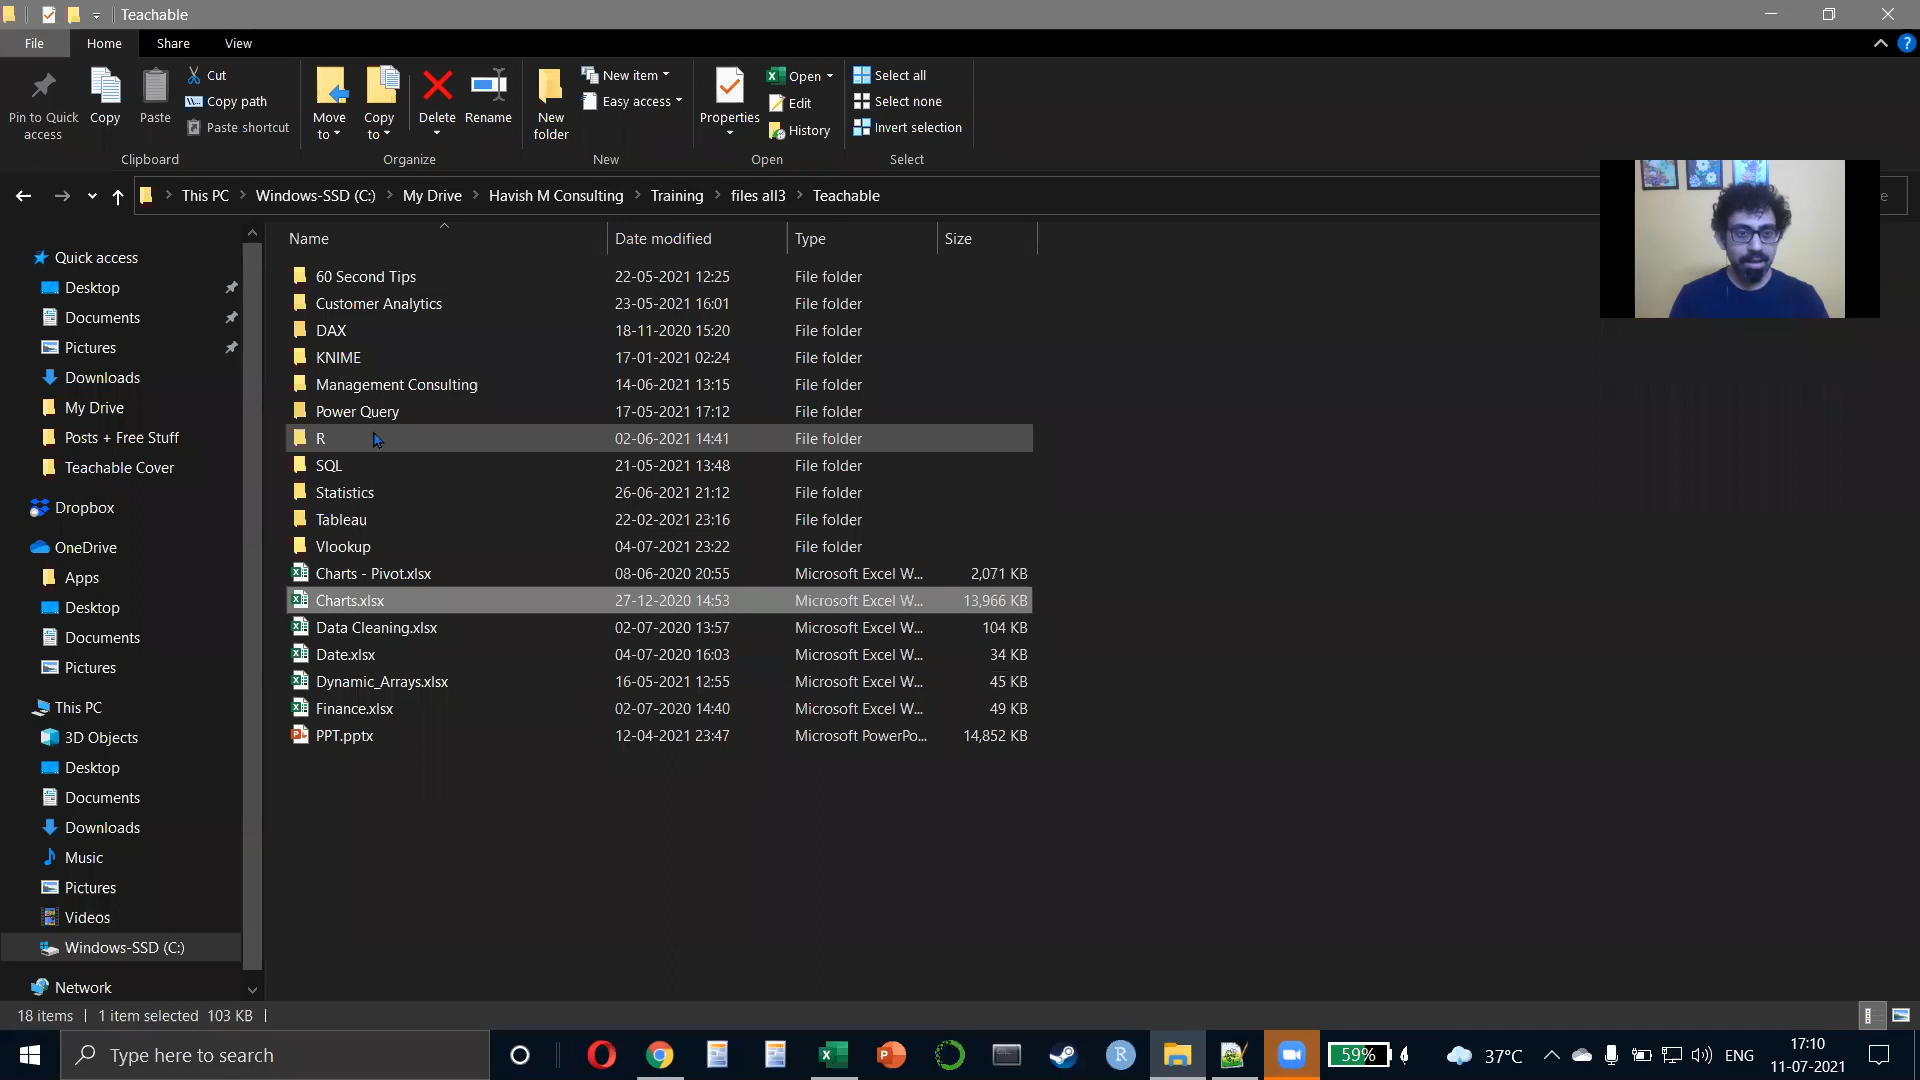 Teachable
File Home Share View
Pin to Quick access
Copy
Paste
Cut
Copy path
Paste shortcut
Clipboard
Move to
Copy to
Delete
Rename
Organize
New folder
New item
Easy access
New
Properties
Open
Edit
History
Open
Select all
Select none
Invert selection
Select
This PC > Windows-SSD (C:) > My Drive > Havish M Consulting > Training > files all3 > Teachable
Name Date modified Type Size
60 Second Tips 22-05-2021 12:25 File folder
Customer Analytics 23-05-2021 16:01 File folder
DAX 18-11-2020 15:20 File folder
KNIME 17-01-2021 02:24 File folder
Management Consulting 14-06-2021 13:15 File folder
Power Query 17-05-2021 17:12 File folder
R 02-06-2021 14:41 File folder
SQL 21-05-2021 13:48 File folder
Statistics 26-06-2021 21:12 File folder
Tableau 22-02-2021 23:16 File folder
Vlookup 04-07-2021 23:22 File folder
Charts - Pivot.xlsx 08-06-2020 20:55 Microsoft Excel W... 2,071 KB
Charts.xlsx 27-12-2020 14:53 Microsoft Excel W... 13,966 KB
Data Cleaning.xlsx 02-07-2020 13:57 Microsoft Excel W... 104 KB
Date.xlsx 04-07-2020 16:03 Microsoft Excel W... 34 KB
Dynamic_Arrays.xlsx 16-05-2021 12:55 Microsoft Excel W... 45 KB
Finance.xlsx 02-07-2020 14:40 Microsoft Excel W... 49 KB
PPT.pptx 12-04-2021 23:47 Microsoft PowerPo... 14,852 KB
Quick access
Desktop
Documents
Pictures
Downloads
My Drive
Posts + Free Stuff
Teachable Cover
Dropbox
OneDrive
Apps
Desktop
Documents
Pictures
This PC
3D Objects
Desktop
Documents
Downloads
Music
Pictures
Videos
Windows-SSD (C:)
Network
18 items 1 item selected 103 KB
Type here to search
59%
37°C
ENG
17:10
11-07-2021